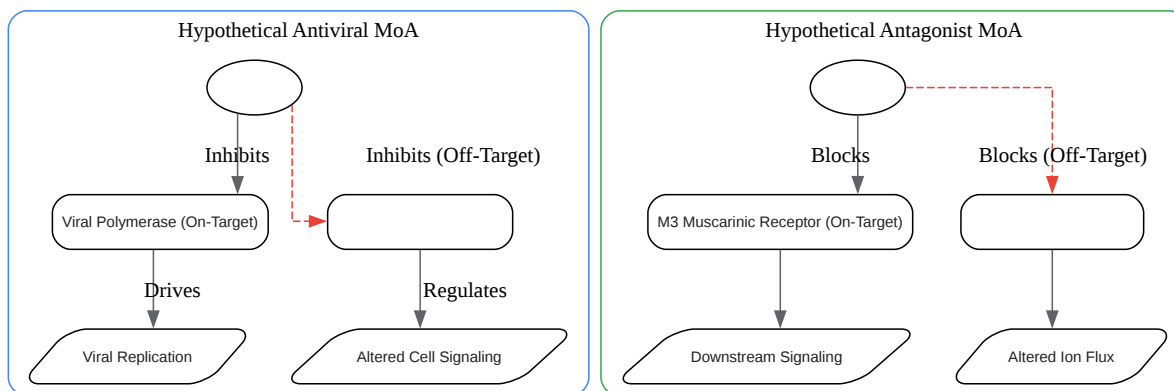 Hypothetical Antiviral MoA
Inhibits
Inhibits (Off-Target)
Viral Polymerase (On-Target)
Drives
Regulates
Viral Replication
Altered Cell Signaling
Hypothetical Antagonist MoA
Blocks
Blocks (Off-Target)
M3 Muscarinic Receptor (On-Target)
Downstream Signaling
Altered Ion Flux